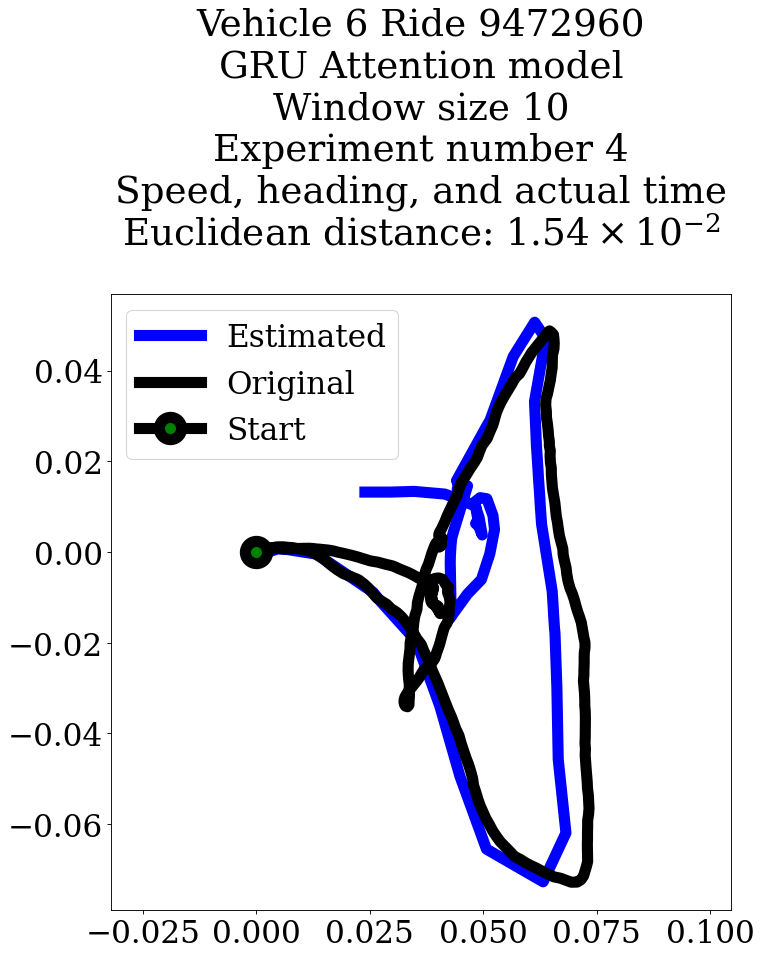 Vehicle 6 Ride 9472960
GRU Attention model
Window size 10
Experiment number 4
Speed, heading, and actual time
Euclidean distance: 1.54 × 10⁻²
Estimated
Original
Start
0.04
0.02
0.00
−0.02
−0.04
−0.06
−0.025 0.000 0.025 0.050 0.075 0.100